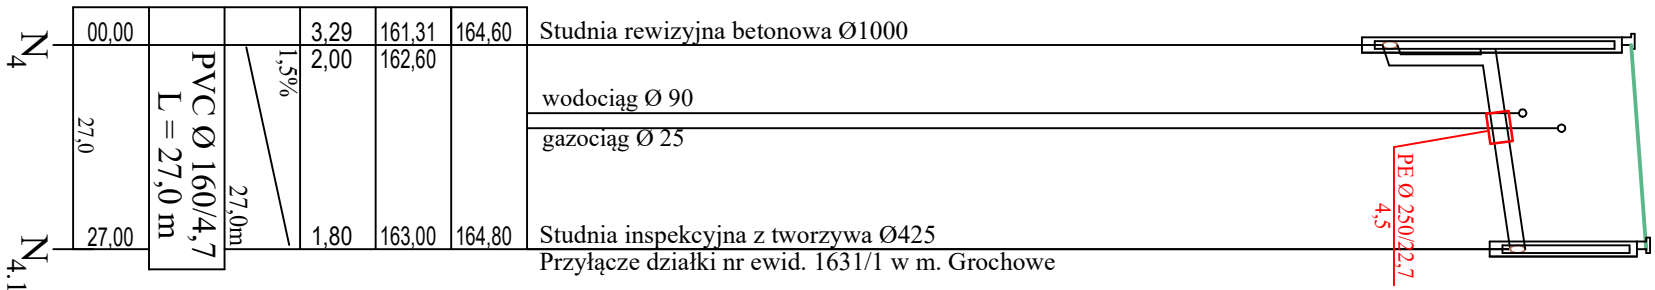 N4
00,00
3,29
161,31
164,60
Studnia rewizyjna betonowa Ø1000
2,00
162,60
1,5%
PVC Ø 160/4,7
L = 27,0 m
27,0
27,0m
wodociąg Ø 90
gazociąg Ø 25
PE Ø 250/22,7
4,5
N4.1
27,00
1,80
163,00
164,80
Studnia inspekcyjna z tworzywa Ø425
Przyłącze działki nr ewid. 1631/1 w m. Grochowe